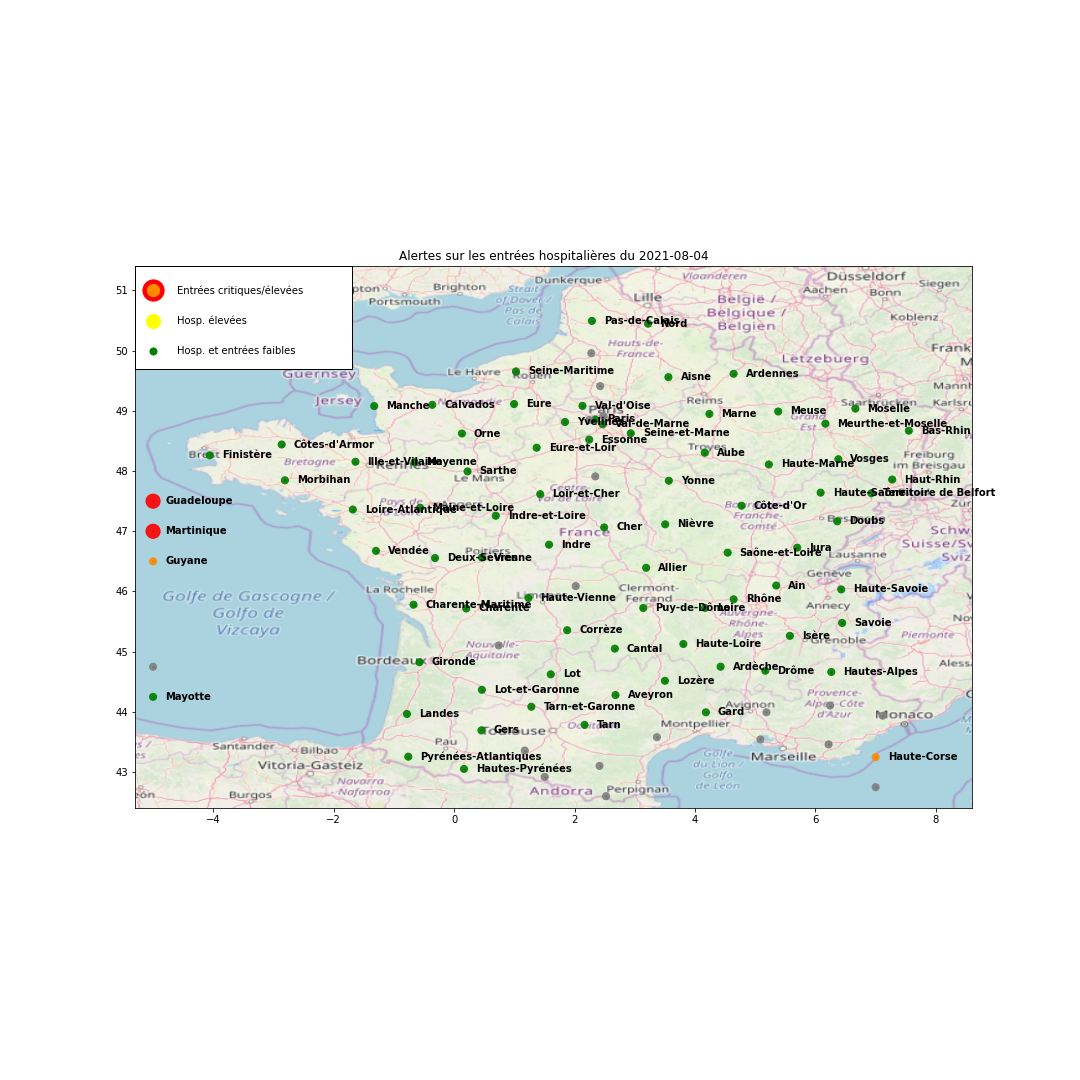 Alertes sur les entrées hospitalières du 2021-08-04
Entrées critiques/élevées
Hosp. élevées
Hosp. et entrées faibles
51
50
49
48
47
46
45
44
43
−4
−2
0
2
4
6
8
Brighton
Portsmouth
Strait
of Dover /
Pas de
Calais
Dunkerque
Lille
Vlaanderen
België /
Belgique /
Belgien
Düsseldorf
Aachen
Bonn
Siegen
Koblenz
Pas-de-Calais
Nord
Hauts-de-
France
Lëtzebuerg
Guernsey
Jersey
Le Havre
Rouen
Seine-Maritime
Aisne
Ardennes
Reims
Saarbrücken
Manche
Calvados
Eure
Val-d'Oise
Paris
Paris
Yvelines
Val-de-Marne
Marne
Meuse
Moselle
Grand
Est
Meurthe-et-Moselle
Bas-Rhin
Orne
Seine-et-Marne
Essonne
Côtes-d'Armor
Eure-et-Loir
Troyes
Aube
Brest
Finistère
Bretagne
Ille-et-Vilaine
Rennes
Mayenne
Sarthe
Le Mans
Haute-Marne
Vosges
Freiburg
im Breisgau
Morbihan
Yonne
Haut-Rhin
Guadeloupe
Loir-et-Cher
Centre-
Val de Loire
Haute-Saône
Territoire de Belfort
Pays de
la Loire
Angers
Loire-Atlantique
Maine-et-Loire
Indre-et-Loire
Côte-d'Or
Franche-
Comté
Martinique
Cher
France
Nièvre
Besançon
Doubs
Guyane
Vendée
Poitiers
Deux-Sèvres
Vienne
Indre
Saône-et-Loire
Jura
Lausanne
Allier
Genève
La Rochelle
Golfe de Gascogne /
Golfo de
Vizcaya
Limoges
Haute-Vienne
Clermont-
Ferrand
Ain
Haute-Savoie
Charente-Maritime
Charente
Puy-de-Dôme
Loire
Rhône
Annecy
Auvergne-
Rhône-
Alpes
Corrèze
Savoie
Isère
Grenoble
Piemonte
Nouvelle-
Aquitaine
Cantal
Haute-Loire
Bordeaux
Gironde
Lot
Lozère
Ardèche
Drôme
Hautes-Alpes
Mayotte
Lot-et-Garonne
Aveyron
Tarn-et-Garonne
Provence-
Alpes-Côte
d'Azur
Landes
Avignon
Gard
Monaco
Gers
Toulouse
Tarn
Montpellier
Santander
Bilbao
Pau
Pyrénées-Atlantiques
Golfe
du Lion /
Golfo
de León
Marseille
Haute-Corse
Vitoria-Gasteiz
Hautes-Pyrénées
Navarra
- Nafarroa
Burgos
Andorra
Perpignan